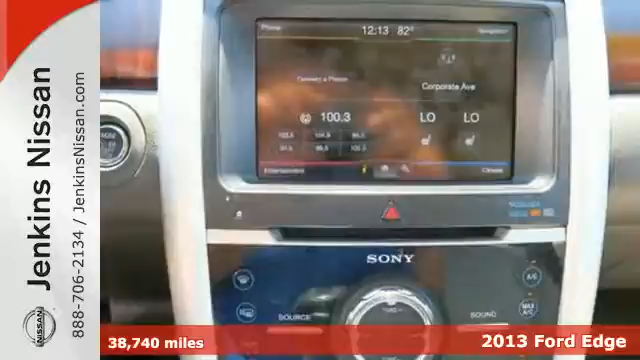 Jenkins Nissan
888-706-2134 / JenkinsNissan.com
NISSAN
Phone
12:13 82°
Navigation
Connect a Phone
Corporate Ave
100.3
LO LO
Entertainment
Climate
SONY
A/C
SOURCE
SOUND
MAX A/C
38,740 miles
2013 Ford Edge